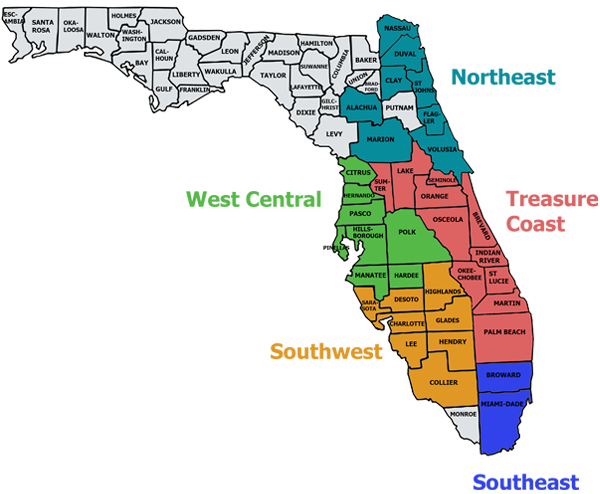 ESC-
AMBIA
SANTA
ROSA
OKA-
LOOSA
WALTON
HOLMES
WASH-
INGTON
JACKSON
BAY
CAL-
HOUN
GULF
GADSDEN
LIBERTY
FRANKLIN
LEON
WAKULLA
JEFFERSON
MADISON
TAYLOR
HAMILTON
SUWANNE
LAFAYETTE
DIXIE
COLUMBIA
GILC-
HRIST
LEVY
BAKER
UNION
BRAD
FORD
NASSAU
DUVAL
CLAY
ST
JOHNS
ALACHUA
PUTNAM
FLAG-
LER
MARION
VOLUSIA
Northeast
CITRUS
HERNANDO
PASCO
HILLS-
BOROUGH
PINELLAS
POLK
MANATEE
HARDEE
West Central
SUM-
TER
LAKE
SEMINOLE
ORANGE
OSCEOLA
BREVARD
INDIAN
RIVER
OKEE-
CHOBEE
ST
LUCIE
MARTIN
PALM BEACH
Treasure
Coast
SARA-
SOTA
DESOTO
HIGHLANDS
CHARLOTTE
GLADES
LEE
HENDRY
COLLIER
Southwest
MONROE
BROWARD
MIAMI-DADE
Southeast